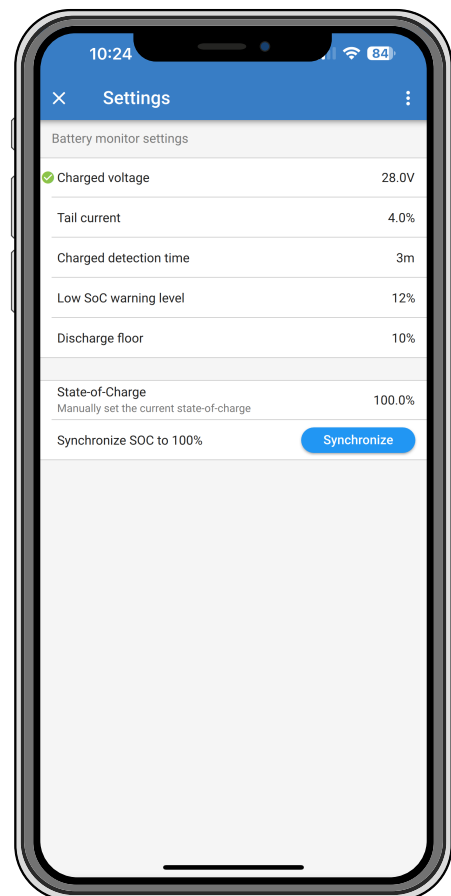 10:24
84
Settings
Battery monitor settings
Charged voltage 28.0V
Tail current 4.0%
Charged detection time 3m
Low SoC warning level 12%
Discharge floor 10%
State-of-Charge
Manually set the current state-of-charge
100.0%
Synchronize SOC to 100% Synchronize